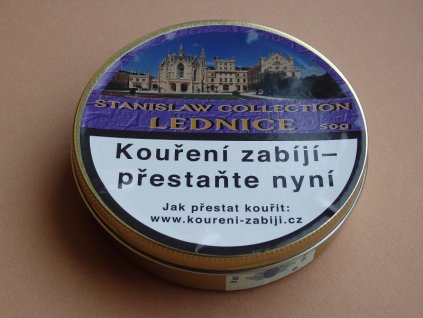 STANISLAW COLLECTION
LEDNICE 50g
Kouření zabíjí–
přestaňte nyní
Jak přestat kouřit:
www.koureni-zabiji.cz